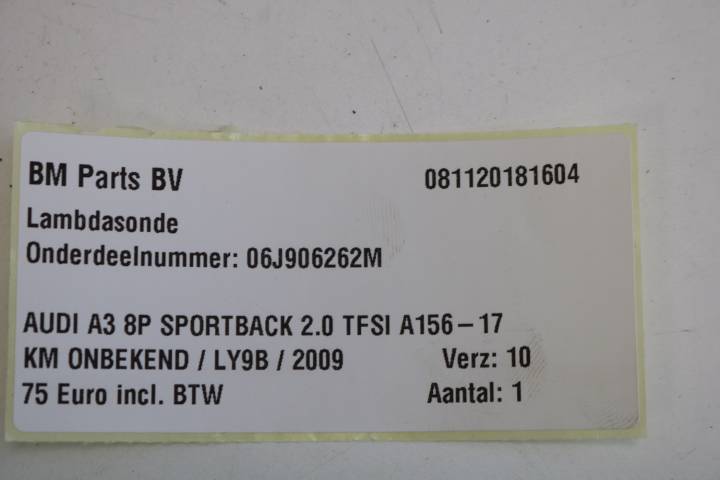 BM Parts BV 081120181604
Lambdasonde
Onderdeelnummer: 06J906262M
AUDI A3 8P SPORTBACK 2.0 TFSI A156-17
KM ONBEKEND / LY9B / 2009 Verz: 10
75 Euro incl. BTW Aantal: 1